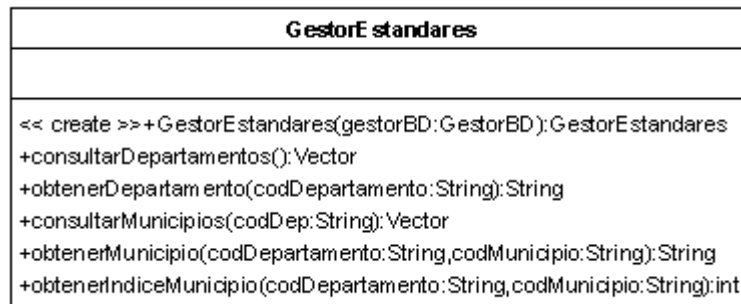 GestorEstandares
<< create >>+GestorEstandares(gestorBD:GestorBD):GestorEstandares
+consultarDepartamentos():Vector
+obtenerDepartamento(codDepartamento:String):String
+consultarMunicipios(codDep:String):Vector
+obtenerMunicipio(codDepartamento:String,codMunicipio:String):String
+obtenerIndiceMunicipio(codDepartamento:String,codMunicipio:String):int